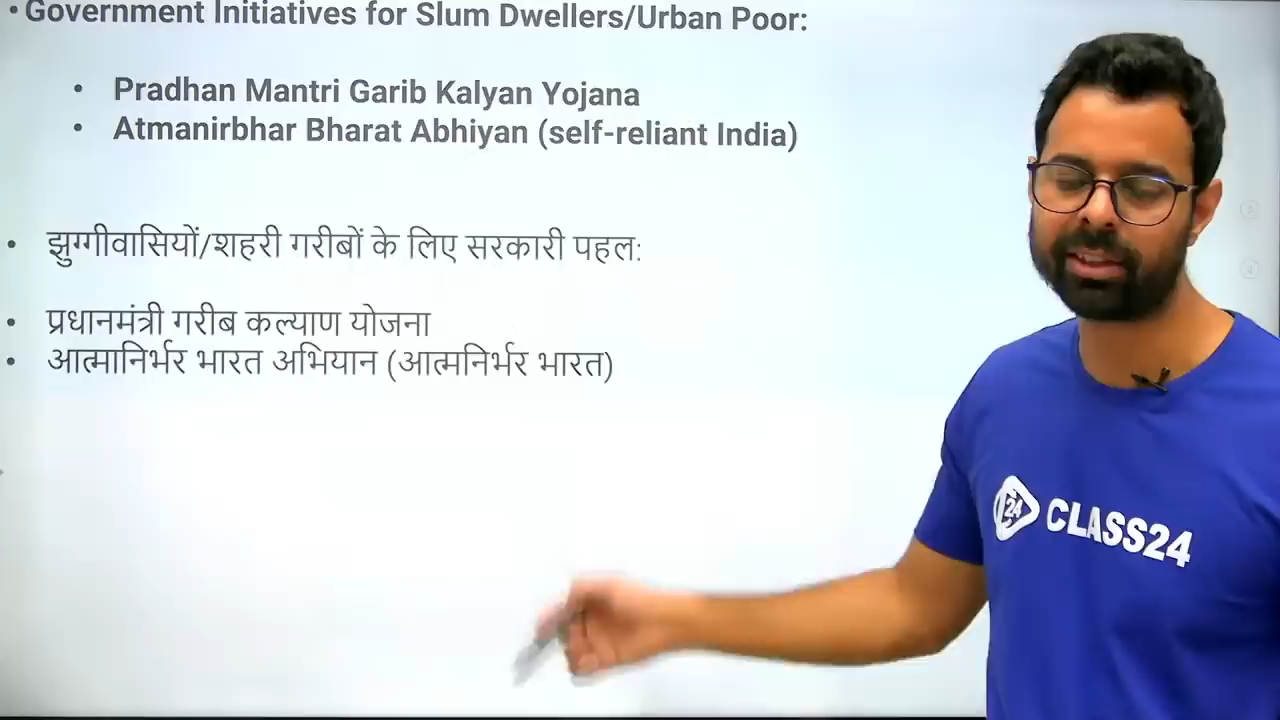 • Government Initiatives for Slum Dwellers/Urban Poor:
• Pradhan Mantri Garib Kalyan Yojana
• Atmanirbhar Bharat Abhiyan (self-reliant India)
• झुग्गीवासियों/शहरी गरीबों के लिए सरकारी पहल:
• प्रधानमंत्री गरीब कल्याण योजना
• आत्मानिर्भर भारत अभियान (आत्मनिर्भर भारत)
24 CLASS24